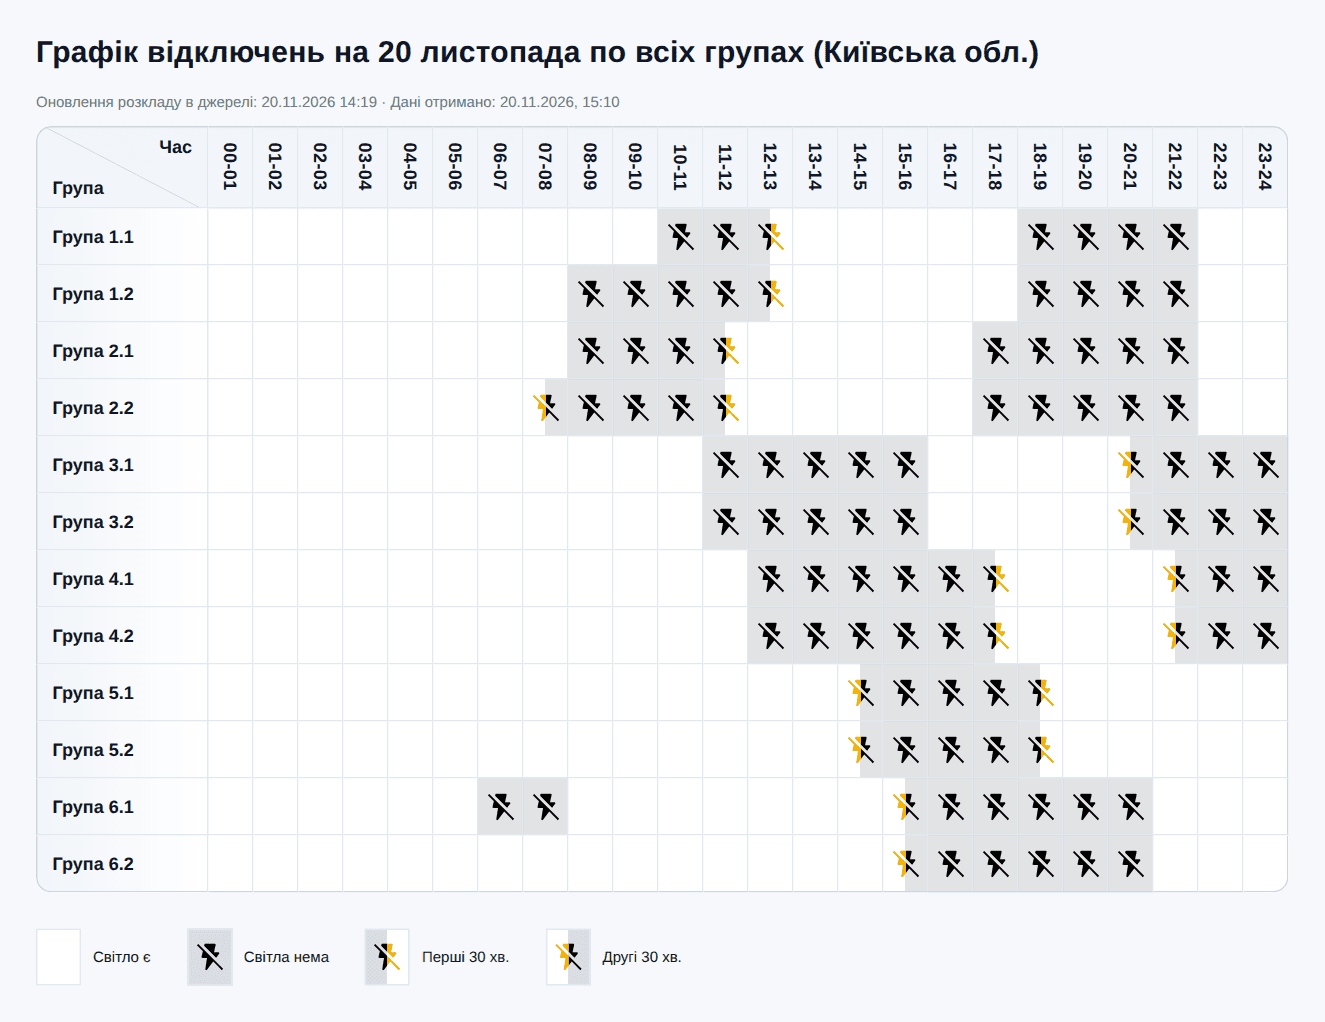 Графік відключень на 20 листопада по всіх групах (Київська обл.)
Оновлення розкладу в джерелі: 20.11.2026 14:19 · Дані отримано: 20.11.2026, 15:10
Час
Група
00-01 01-02 02-03 03-04 04-05 05-06 06-07 07-08 08-09 09-10 10-11 11-12 12-13 13-14 14-15 15-16 16-17 17-18 18-19 19-20 20-21 21-22 22-23 23-24
Група 1.1
Група 1.2
Група 2.1
Група 2.2
Група 3.1
Група 3.2
Група 4.1
Група 4.2
Група 5.1
Група 5.2
Група 6.1
Група 6.2
Світло є Світла нема Перші 30 хв. Другі 30 хв.